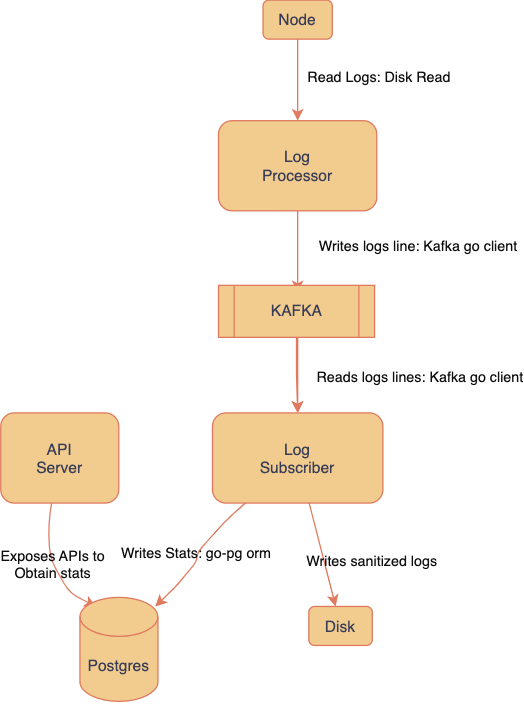 Node
Read Logs: Disk Read
Log
Processor
Writes logs line: Kafka go client
KAFKA
Reads logs lines: Kafka go client
API
Server
Log
Subscriber
Exposes APIs to
Obtain stats
Writes Stats: go-pg orm
Writes sanitized logs
Postgres
Disk